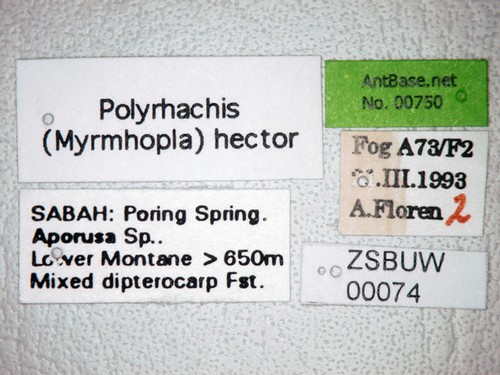 Polyrhachis
(Myrmhopla) hector
AntBase.net
No. 00750
Fog A73/F2
.III.1993
A.Floren 2
SABAH: Poring Spring.
Aporusa Sp..
Lower Montane > 650m
Mixed dipterocarp Fst.
ZSBUW
00074